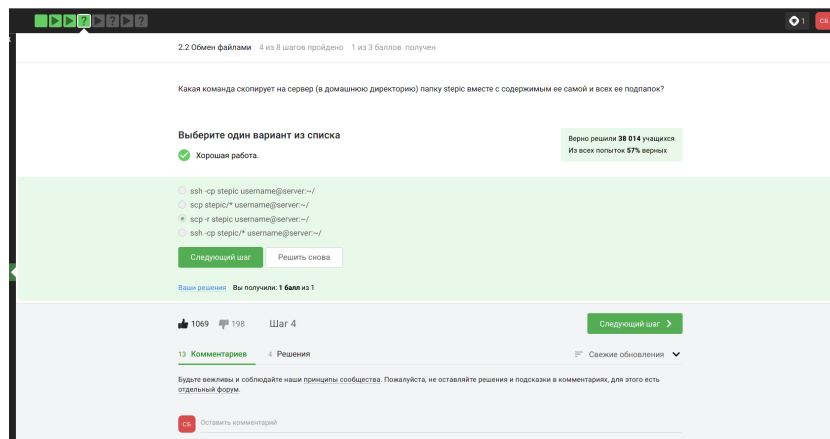 1
СБ
2.2 Обмен файлами 4 из 8 шагов пройдено 1 из 3 баллов получен
Какая команда скопирует на сервер (в домашнюю директорию) папку stepic вместе с содержимым ее самой и всех ее подпапок?
Выберите один вариант из списка
Хорошая работа.
Верно решили 38 014 учащихся
Из всех попыток 57% верных
ssh -cp stepic username@server:~/
scp stepic/* username@server:~/
scp -r stepic username@server:~/
ssh -cp stepic/* username@server:~/
Следующий шаг Решить снова
Ваши решения Вы получили: 1 балл из 1
1069 198 Шаг 4 Следующий шаг
13 Комментариев 4 Решения Свежие обновления
Будьте вежливы и соблюдайте наши принципы сообщества. Пожалуйста, не оставляйте решения и подсказки в комментариях, для этого есть
отдельный форум.
СБ Оставить комментарий